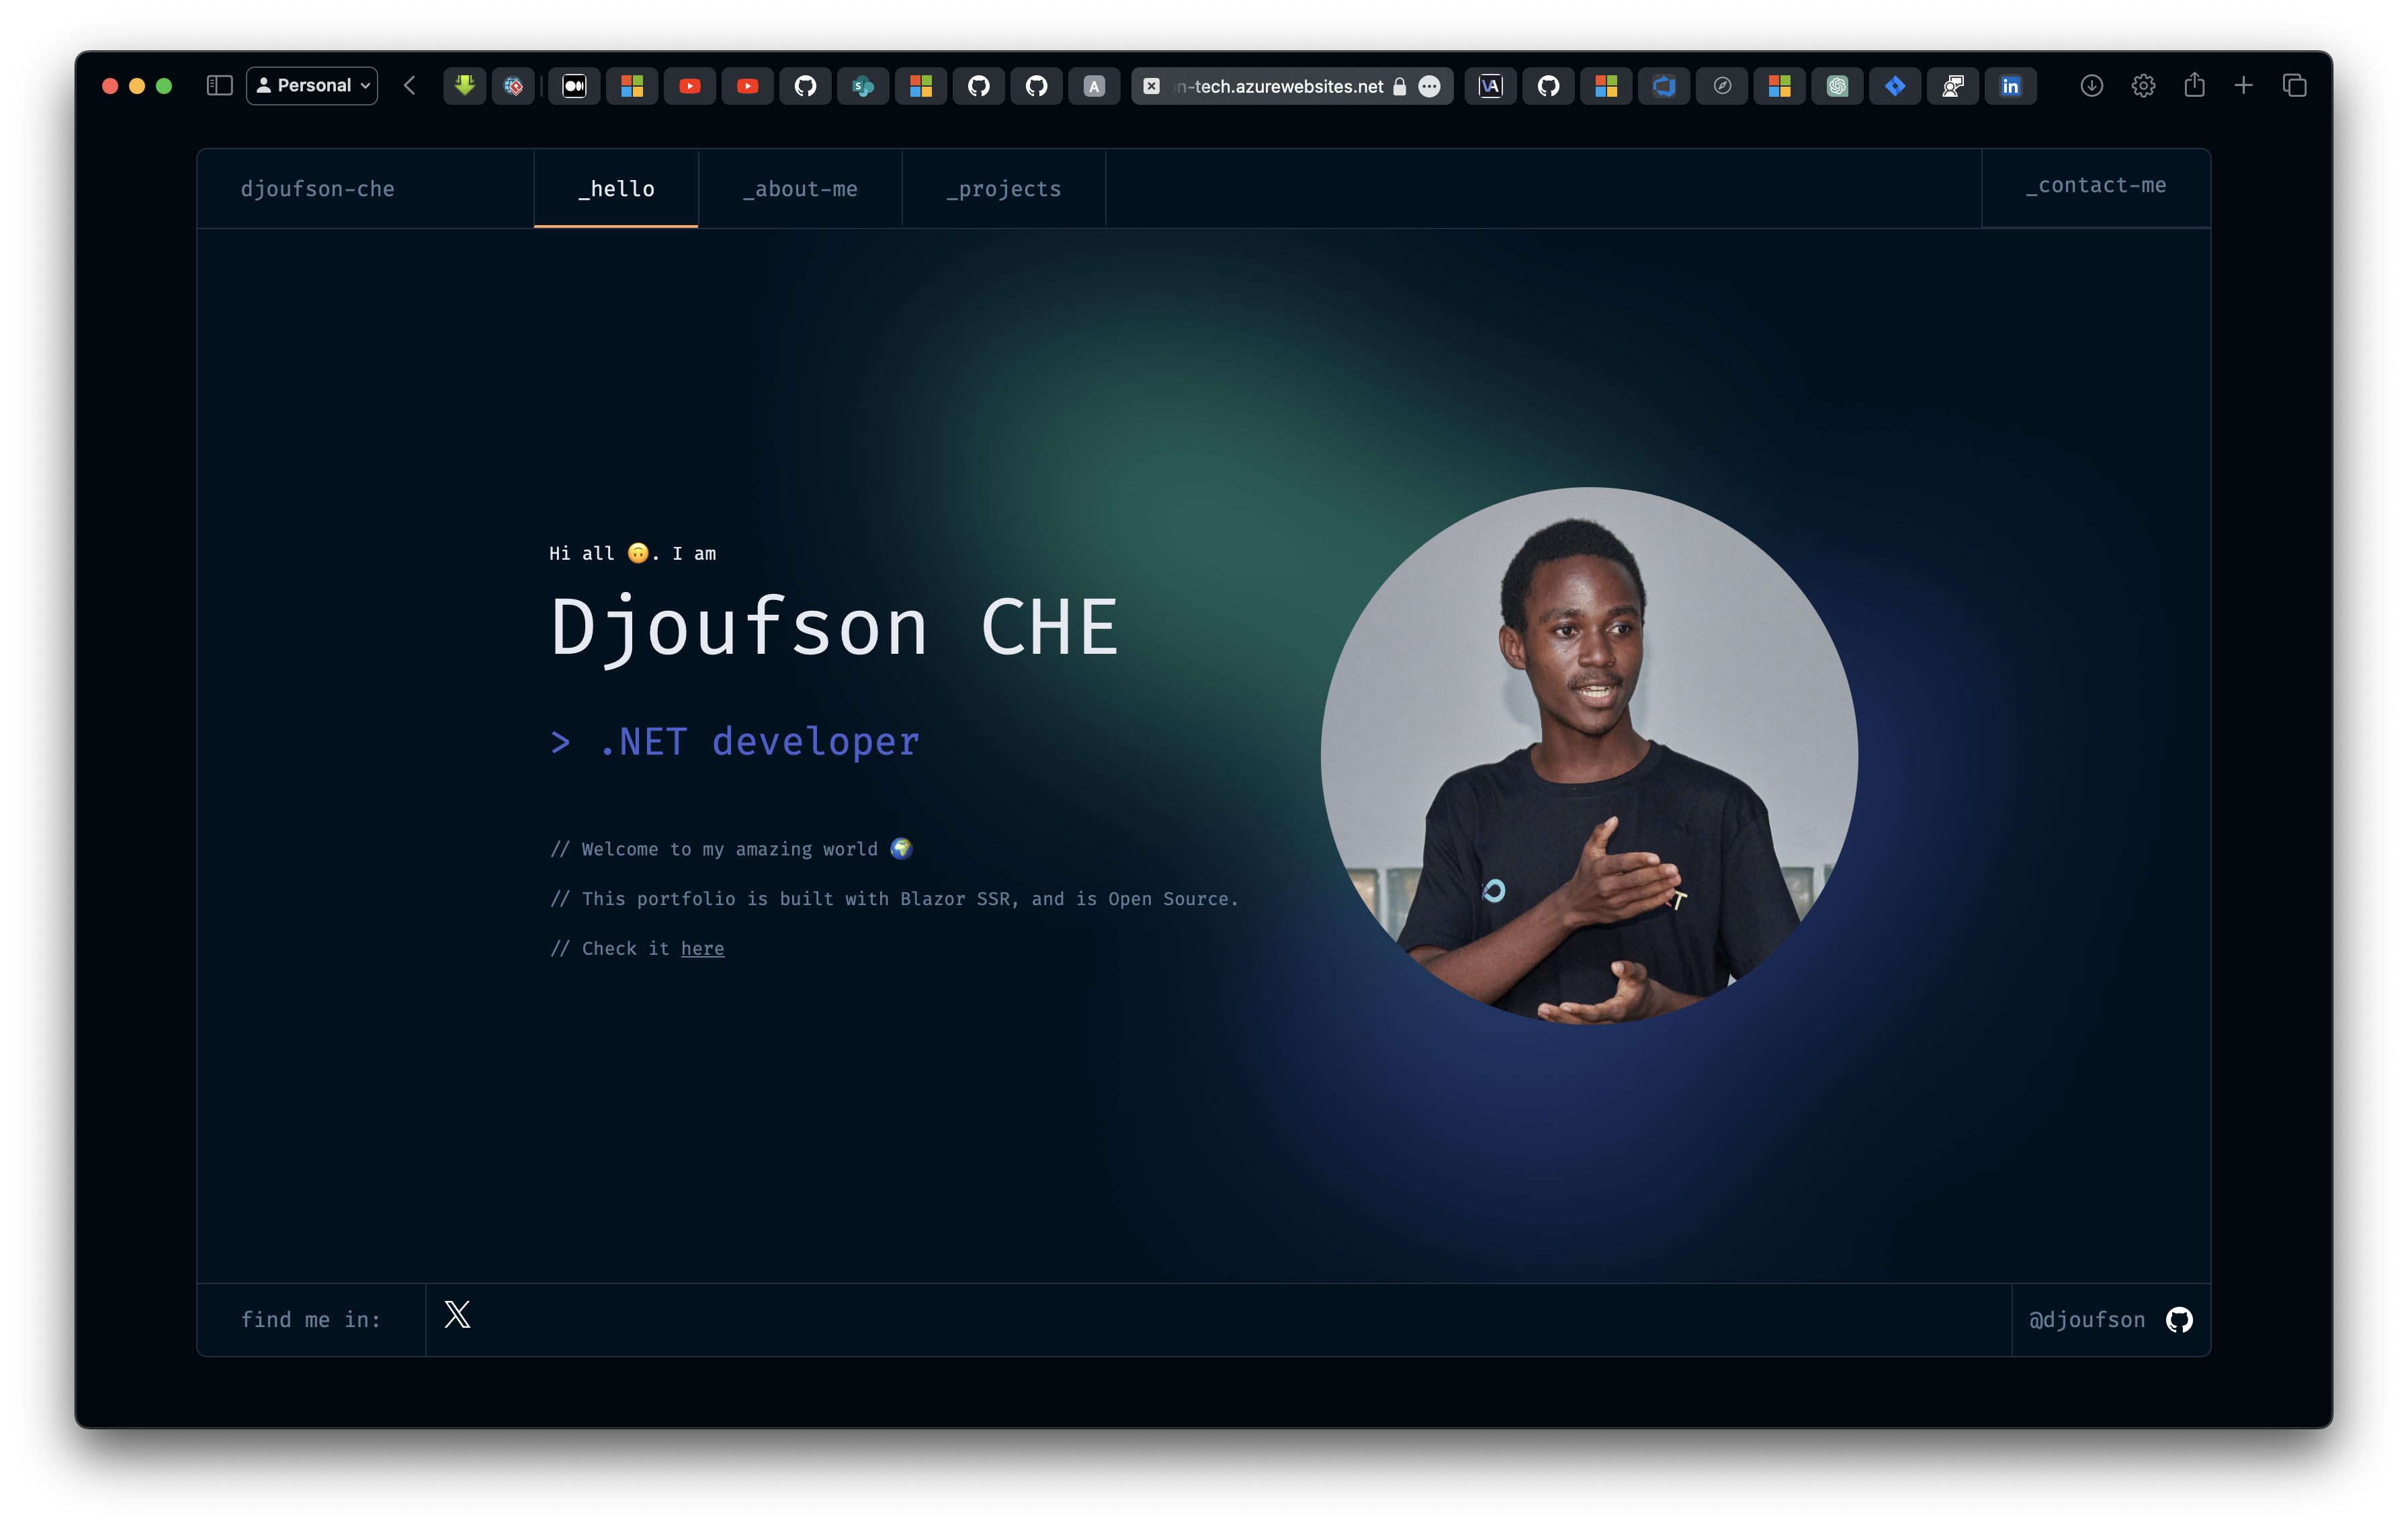 Personal
n-tech.azurewebsites.net
djoufson-che
_hello
_about-me
_projects
_contact-me
Hi all 🙃. I am
Djoufson CHE
> .NET developer
// Welcome to my amazing world 🌍
// This portfolio is built with Blazor SSR, and is Open Source.
// Check it here
T
find me in:
@djoufson